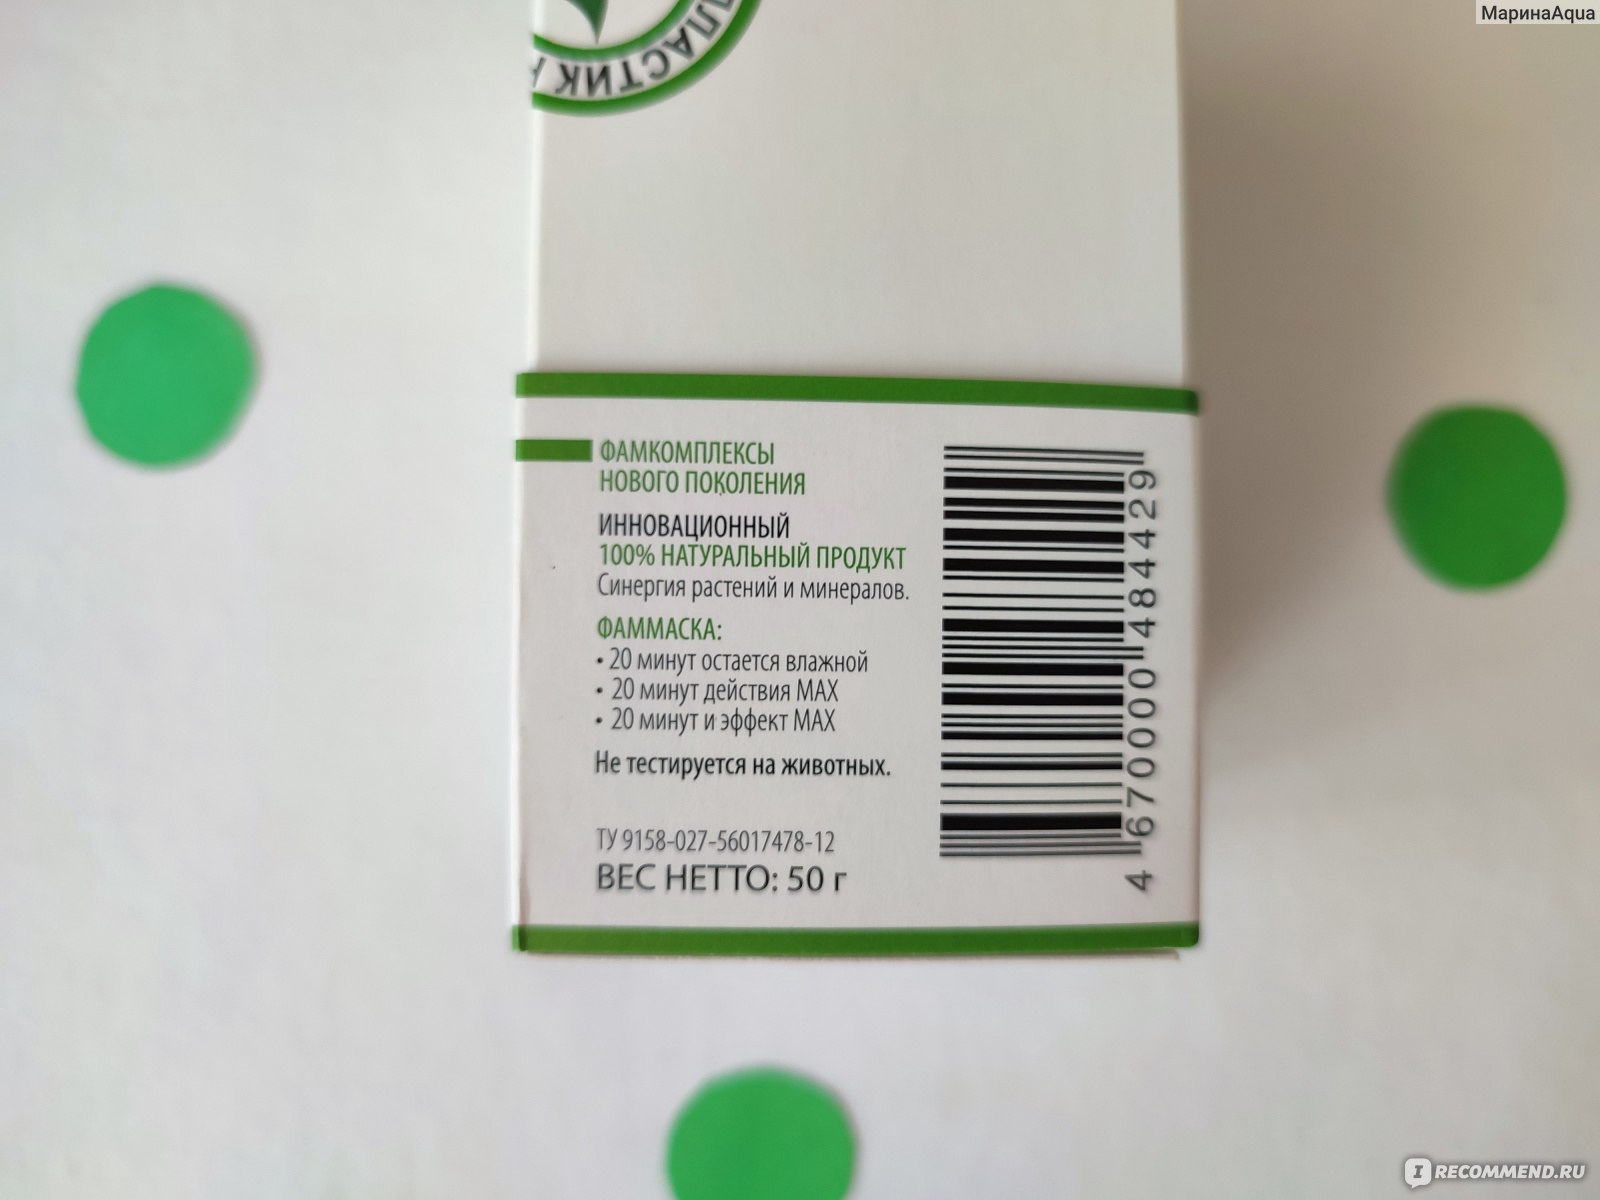 МаринаAqua
ПЛАСТИК
ФАМКОМПЛЕКСЫ
НОВОГО ПОКОЛЕНИЯ
ИННОВАЦИОННЫЙ
100% НАТУРАЛЬНЫЙ ПРОДУКТ
Синергия растений и минералов.
ФАММАСКА:
• 20 минут остается влажной
• 20 минут действия MAX
• 20 минут и эффект MAX
Не тестируется на животных.
ТУ 9158-027-56017478-12
ВЕС НЕТТО: 50 г
4 670000 484429
IRECOMMEND.RU